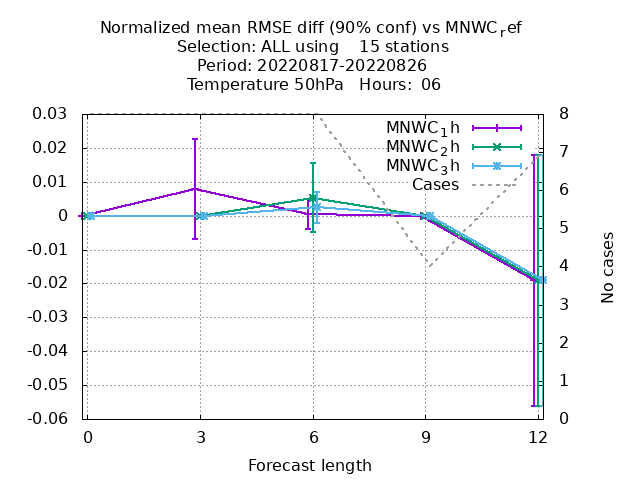 Normalized mean RMSE diff (90% conf) vs MNWC_ref
Selection: ALL using    15 stations
Period: 20220817-20220826
Temperature 50hPa   Hours:  06
MNWC_1h
MNWC_2h
MNWC_3h
Cases
0.03
0.02
0.01
0
-0.01
-0.02
-0.03
-0.04
-0.05
-0.06
8
7
6
5
4
3
2
1
0
No cases
0 3 6 9 12
Forecast length